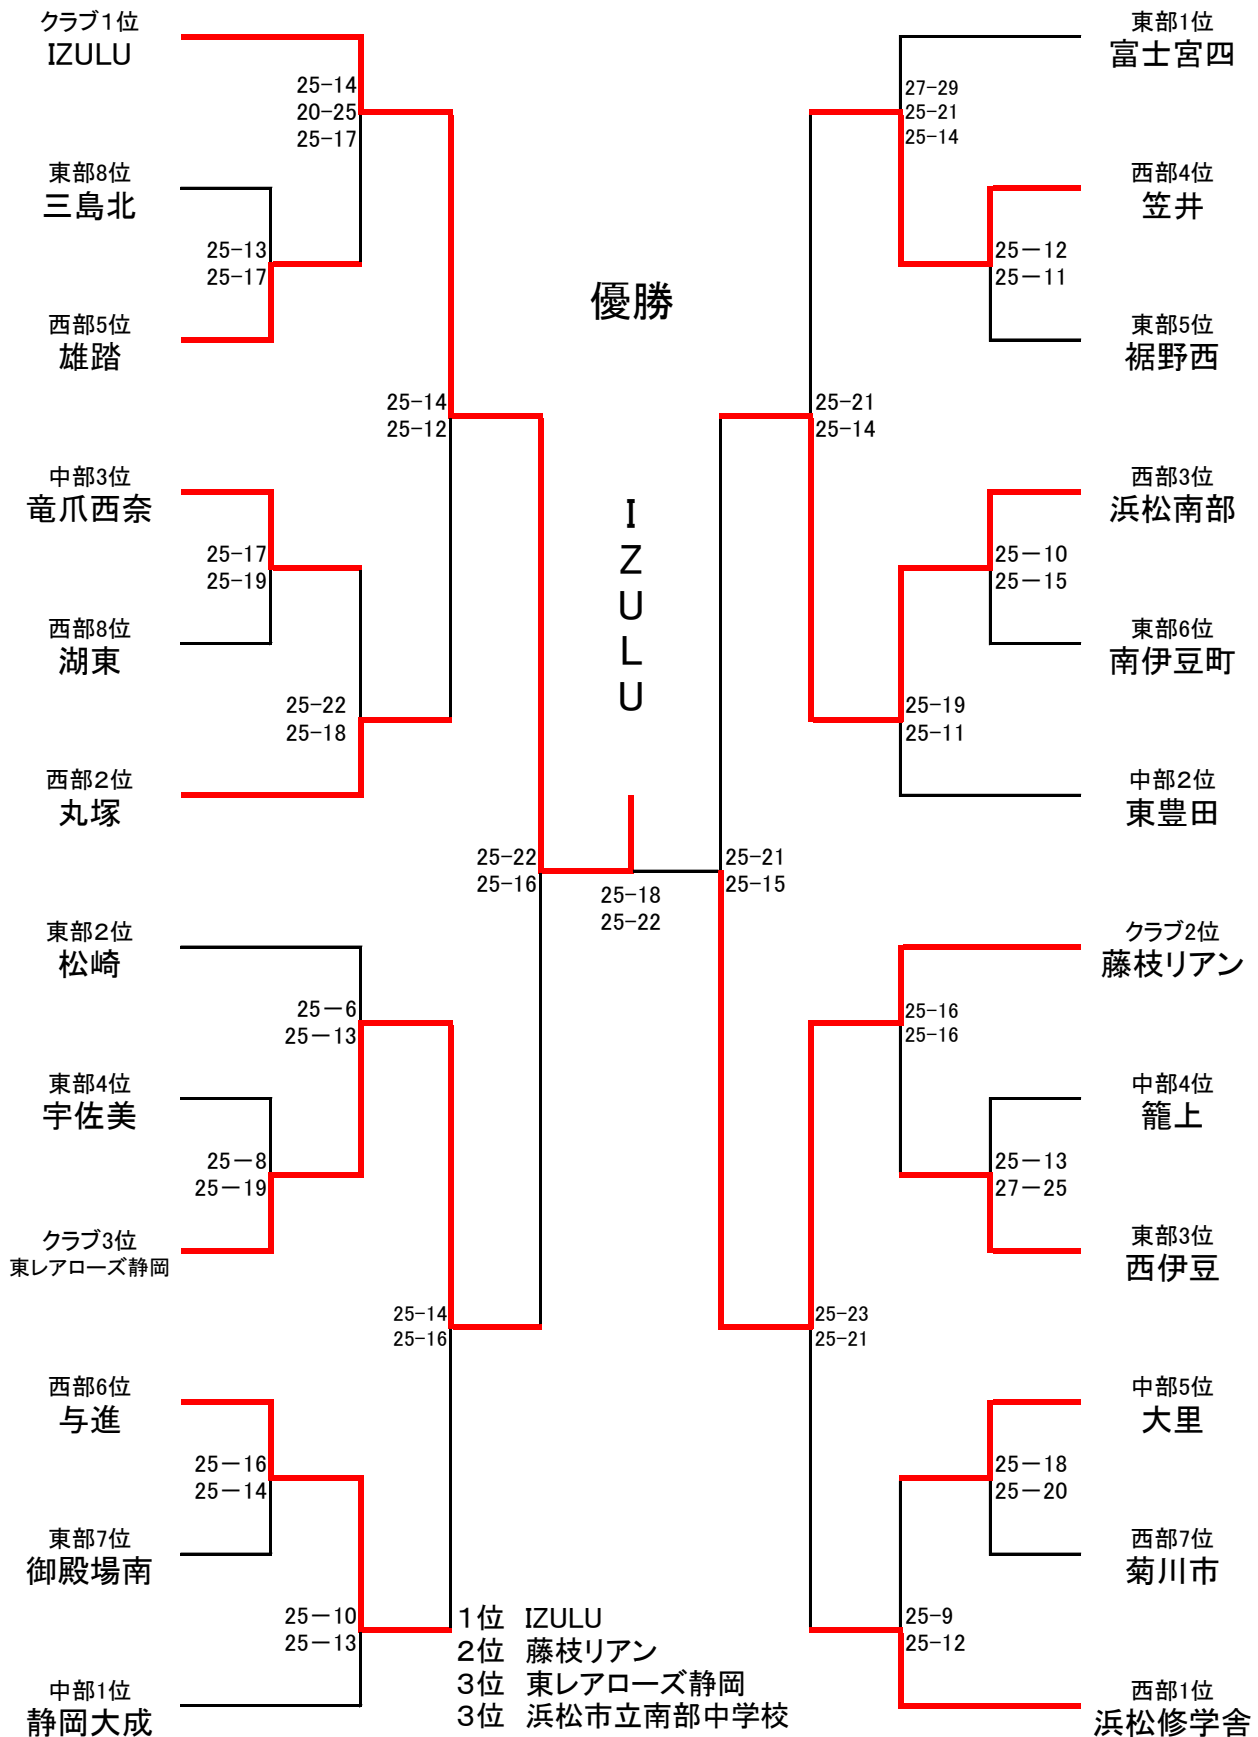 クラブ1位
IZULU
25-14
20-25
25-17
東部8位
三島北
25-13
25-17
西部5位
雄踏
25-14
25-12
中部3位
竜爪西奈
25-17
25-19
西部8位
湖東
25-22
25-18
西部2位
丸塚
25-22
25-16
東部2位
松崎
25－6
25－13
東部4位
宇佐美
25－8
25－19
クラブ3位
東レアローズ静岡
25-14
25-16
西部6位
与進
25－16
25－14
東部7位
御殿場南
25－10
25－13
中部1位
静岡大成
優勝
IZULU
25-18
25-22
1位 IZULU
2位 藤枝リアン
3位 東レアローズ静岡
3位 浜松市立南部中学校
東部1位
富士宮四
27-29
25-21
25-14
西部4位
笠井
25－12
25－11
東部5位
裾野西
25-21
25-14
西部3位
浜松南部
25－10
25－15
東部6位
南伊豆町
25-19
25-11
中部2位
東豊田
25-21
25-15
クラブ2位
藤枝リアン
25-16
25-16
中部4位
籠上
25－13
27－25
東部3位
西伊豆
25-23
25-21
中部5位
大里
25－18
25－20
西部7位
菊川市
25-9
25-12
西部1位
浜松修学舎